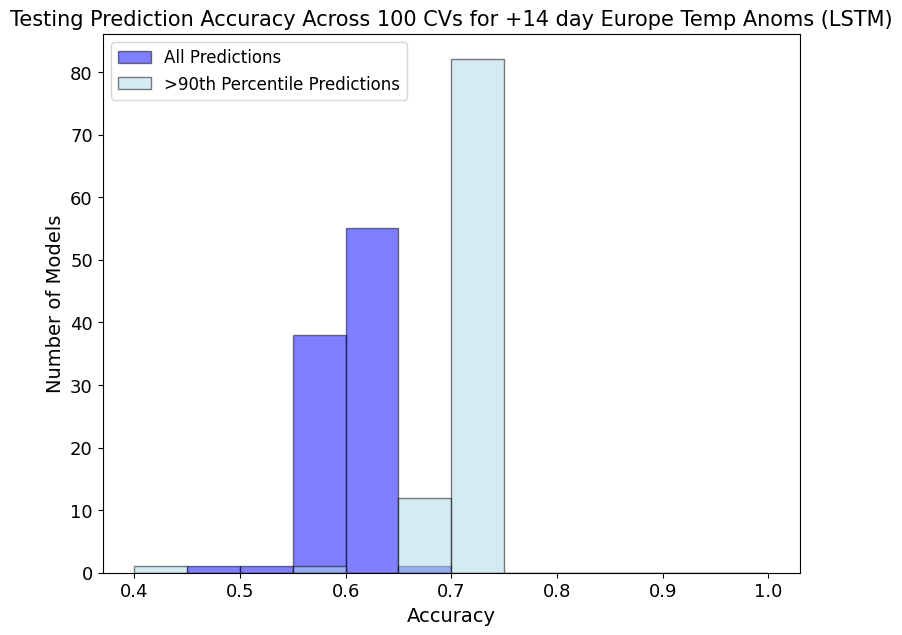 Testing Prediction Accuracy Across 100 CVs for +14 day Europe Temp Anoms (LSTM)
All Predictions
>90th Percentile Predictions
Number of Models
80
70
60
50
40
30
20
10
0
0.4 0.5 0.6 0.7 0.8 0.9 1.0
Accuracy